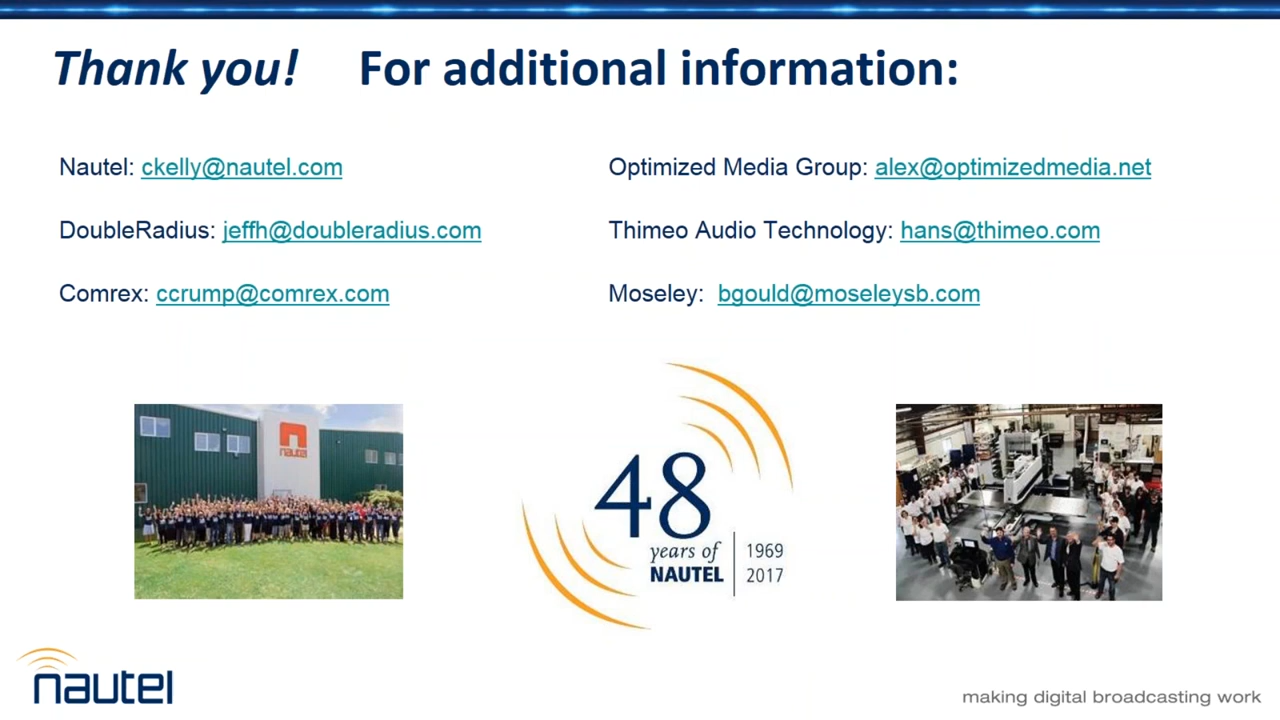 Thank you! For additional information:
Nautel: ckelly@nautel.com
DoubleRadius: jeffh@doubleradius.com
Comrex: ccrump@comrex.com
Optimized Media Group: alex@optimizedmedia.net
Thimeo Audio Technology: hans@thimeo.com
Moseley: bgould@moseleysb.com
nautel
48
years of
NAUTEL
1969
2017
nautel
making digital broadcasting work